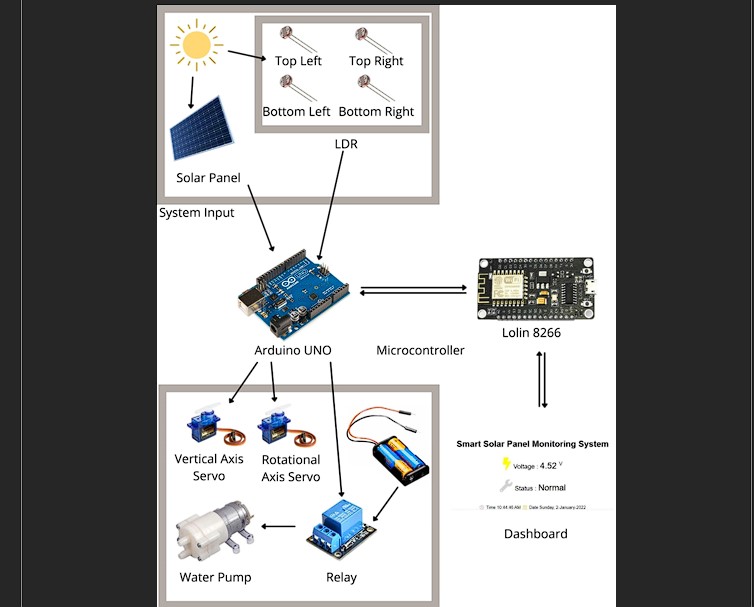 Top Left
Top Right
Bottom Left
Bottom Right
LDR
Solar Panel
System Input
Arduino UNO
Microcontroller
Lolin 8266
Vertical Axis
Servo
Rotational
Axis Servo
Smart Solar Panel Monitoring System
Voltage : 4.52 V
Status : Normal
Time 10:44:46 AM Date Sunday, 2-January-2022
Dashboard
Water Pump
Relay